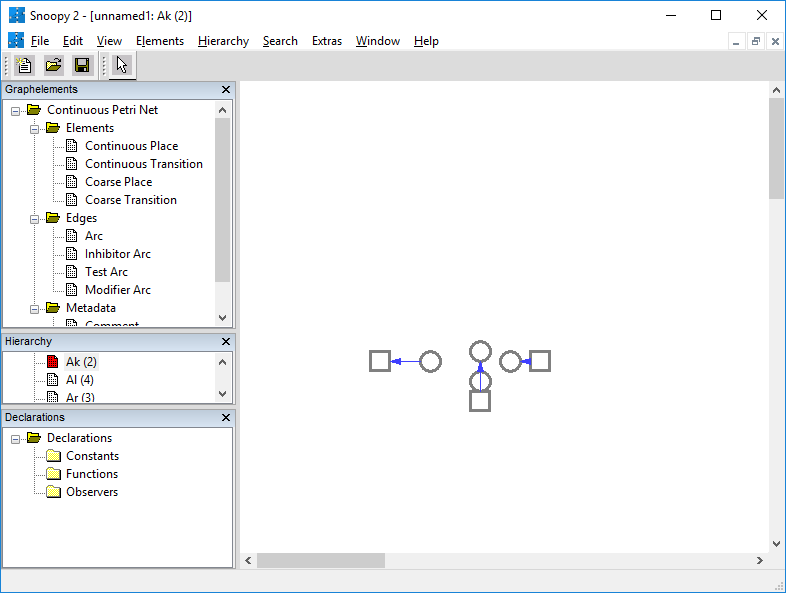 Snoopy 2 - [unnamed1: Ak (2)]
File Edit View Elements Hierarchy Search Extras Window Help
Graphelements
Continuous Petri Net
Elements
Continuous Place
Continuous Transition
Coarse Place
Coarse Transition
Edges
Arc
Inhibitor Arc
Test Arc
Modifier Arc
Metadata
Comment
Hierarchy
Ak (2)
Al (4)
Ar (3)
Declarations
Declarations
Constants
Functions
Observers